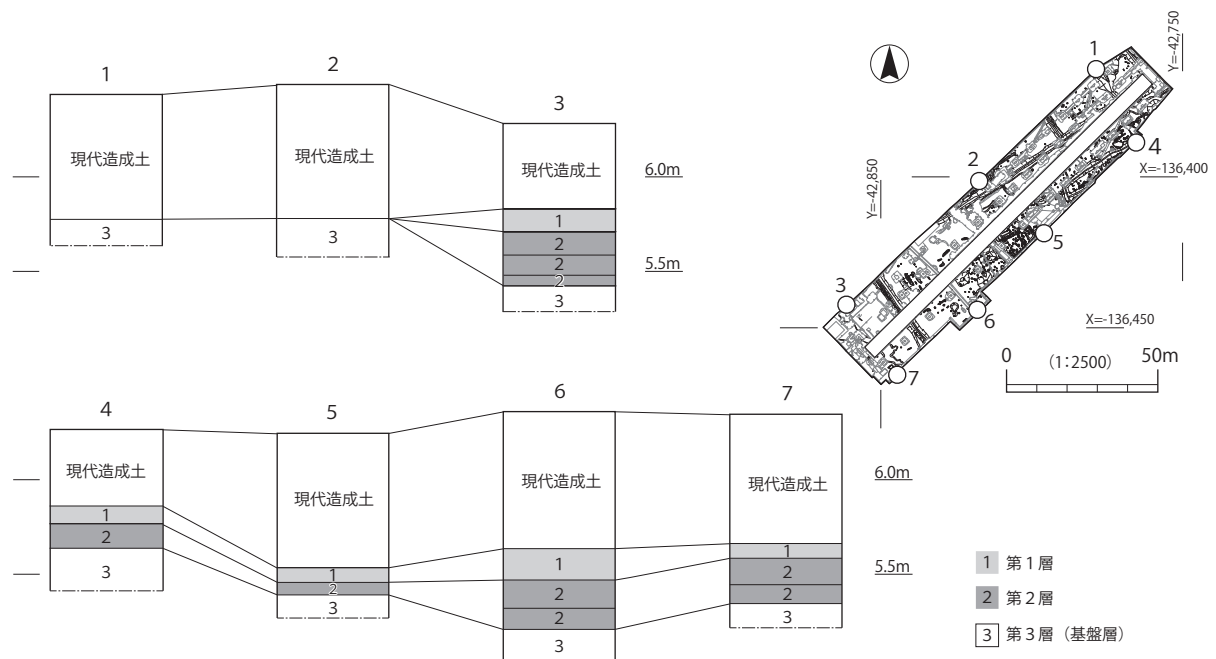 1
2
3
現代造成土
現代造成土
現代造成土
6.0m
1
2
2
5.5m
2
3
3
3
1
2
3
4
5
6
7
Y=-42,750
Y=-42,850
X=-136,400
X=-136,450
0 (1:2500) 50m
4
5
6
7
現代造成土
現代造成土
現代造成土
現代造成土
6.0m
1
2
3
1
2
3
1
2
2
3
1
2
2
3
5.5m
1 第1層
2 第2層
3 第3層（基盤層）